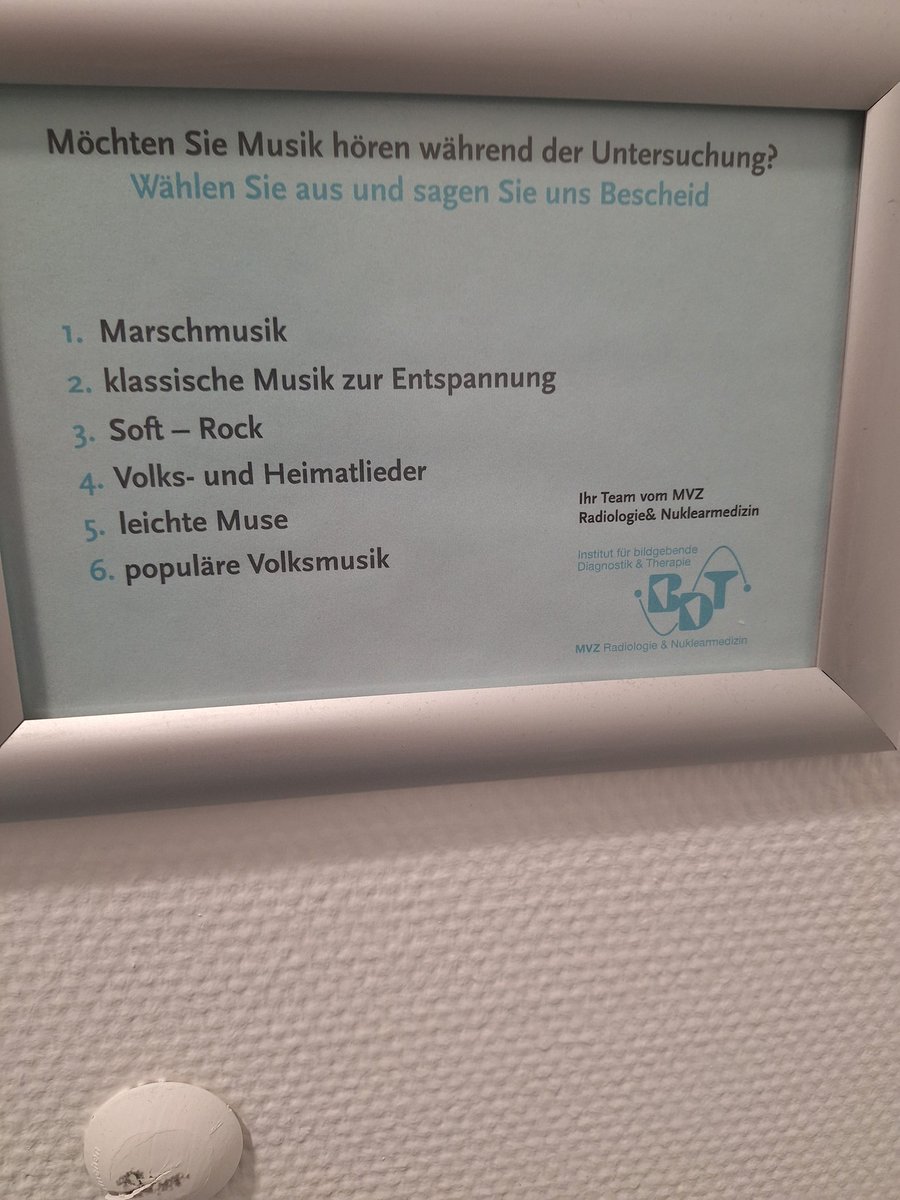 Möchten Sie Musik hören während der Untersuchung?
Wählen Sie aus und sagen Sie uns Bescheid
1. Marschmusik
2. klassische Musik zur Entspannung
3. Soft – Rock
4. Volks- und Heimatlieder
5. leichte Muse
6. populäre Volksmusik
Ihr Team vom MVZ
Radiologie& Nuklearmedizin
Institut für bildgebende
Diagnostik & Therapie
BDT
MVZ Radiologie & Nuklearmedizin